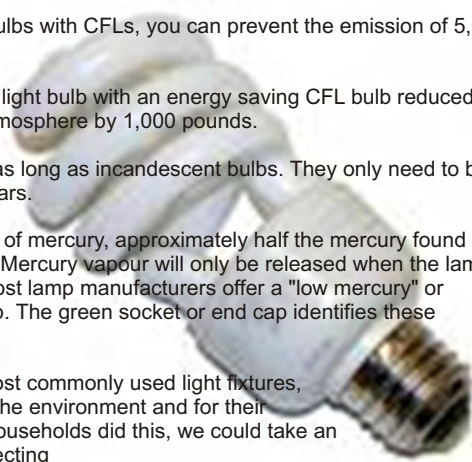 ulbs with CFLs, you can prevent the emission of 5,
light bulb with an energy saving CFL bulb reduced
mosphere by 1,000 pounds.
as long as incandescent bulbs. They only need to b
ars.
of mercury, approximately half the mercury found
Mercury vapour will only be released when the lam
ost lamp manufacturers offer a "low mercury" or
o. The green socket or end cap identifies these
ost commonly used light fixtures,
he environment and for their
ouseholds did this, we could take an
ecting